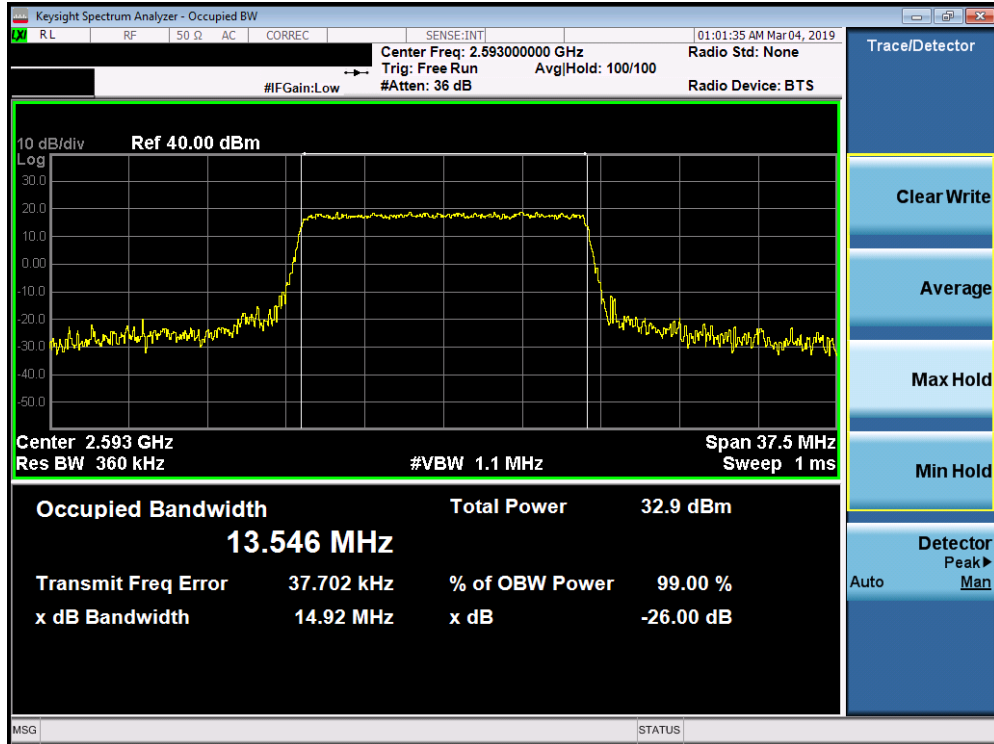 Keysight Spectrum Analyzer - Occupied BW
LXI RL RF 50 Ω AC CORREC SENSE:INT 01:01:35 AM Mar 04, 2019
Center Freq: 2.593000000 GHz Radio Std: None
Trig: Free Run Avg|Hold: 100/100
#IFGain:Low #Atten: 36 dB Radio Device: BTS
10 dB/div Ref 40.00 dBm
Log
30.0
20.0
10.0
0.00
-10.0
-20.0
-30.0
-40.0
-50.0
Center 2.593 GHz Span 37.5 MHz
Res BW 360 kHz #VBW 1.1 MHz Sweep 1 ms
Occupied Bandwidth Total Power 32.9 dBm
13.546 MHz
Transmit Freq Error 37.702 kHz % of OBW Power 99.00 %
x dB Bandwidth 14.92 MHz x dB -26.00 dB
MSG STATUS
Trace/Detector
Clear Write
Average
Max Hold
Min Hold
Detector
Peak▶
Auto Man